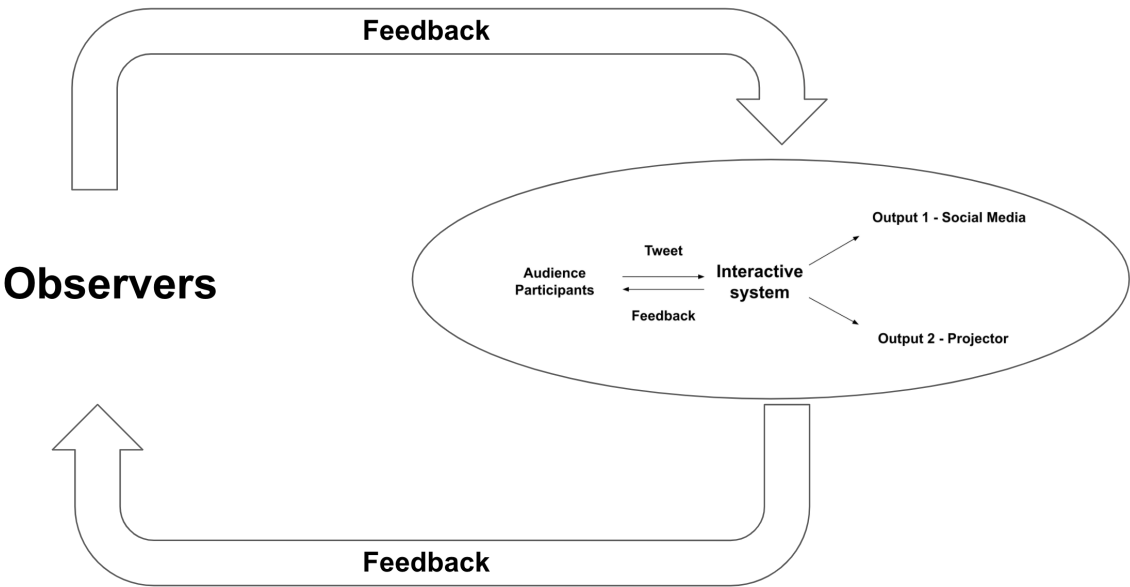 Feedback
Observers
Audience
Participants
Tweet
Feedback
Interactive
system
Output 1 - Social Media
Output 2 - Projector
Feedback